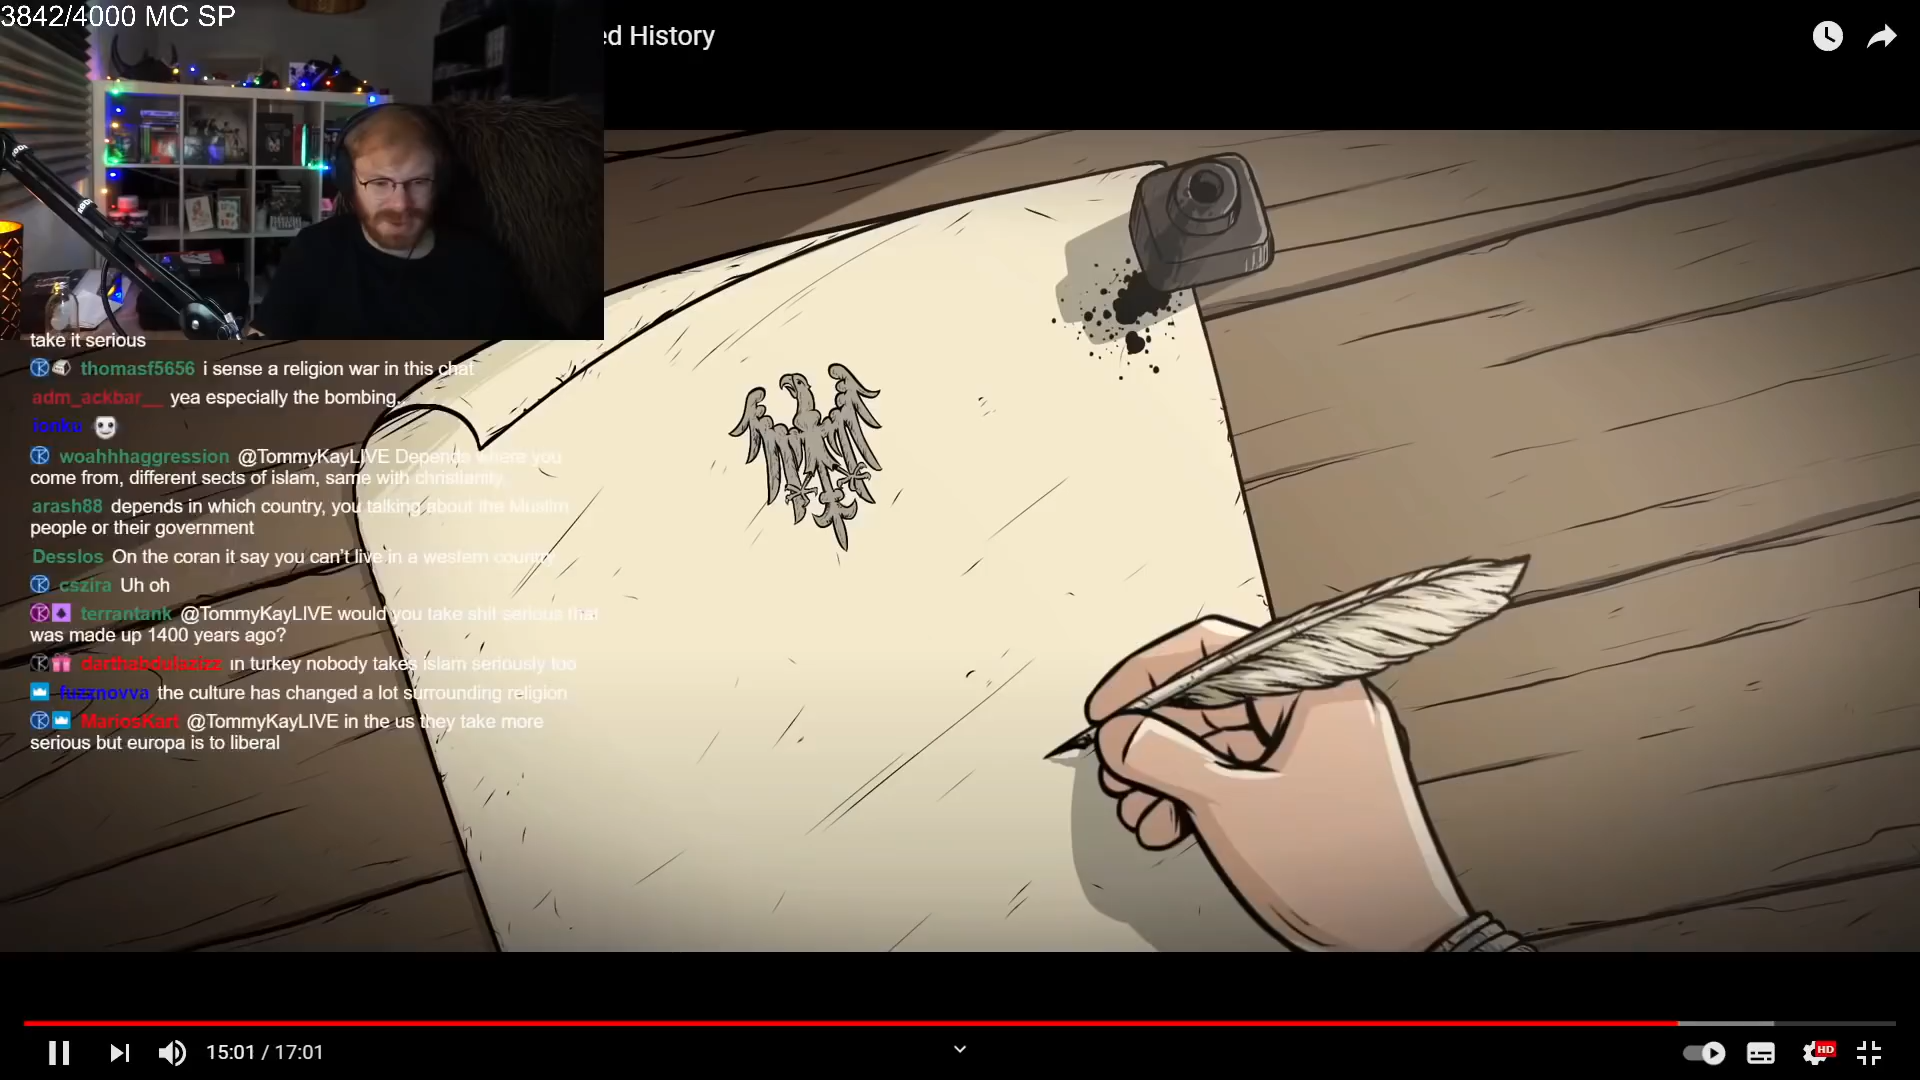 3842/4000 MC SP
ed History
take it serious
thomasf5656 i sense a religion war in this chat
adm_ackbar__ yea especially the bombing..
ionku
woahhhaggression @TommyKayLIVE Depends where you
come from, different sects of islam, same with christianity
arash88 depends in which country, you talking about the Muslim
people or their government
Desslos On the coran it say you can't live in a western country
cszira Uh oh
terrantank @TommyKayLIVE would you take shit serious that
was made up 1400 years ago?
darthabdulazizz in turkey nobody takes islam seriously too
fuzznovva the culture has changed a lot surrounding religion
MariosKart @TommyKayLIVE in the us they take more
serious but europa is to liberal
15:01 / 17:01
HD